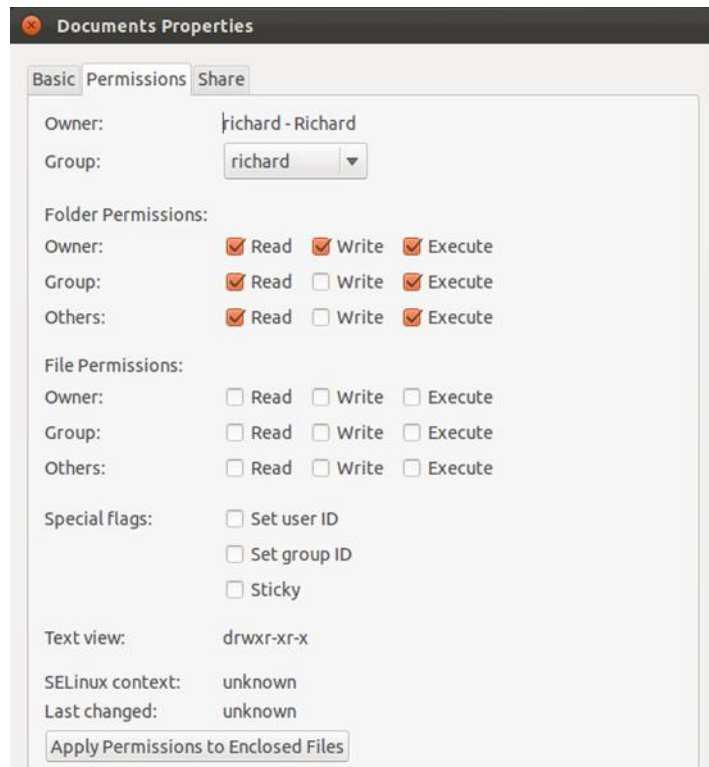 Documents Properties
Basic Permissions Share
Owner: richard - Richard
Group: richard
Folder Permissions:
Owner: Read Write Execute
Group: Read Write Execute
Others: Read Write Execute
File Permissions:
Owner: Read Write Execute
Group: Read Write Execute
Others: Read Write Execute
Special flags: Set user ID
Set group ID
Sticky
Text view: drwxr-xr-x
SELinux context: unknown
Last changed: unknown
Apply Permissions to Enclosed Files